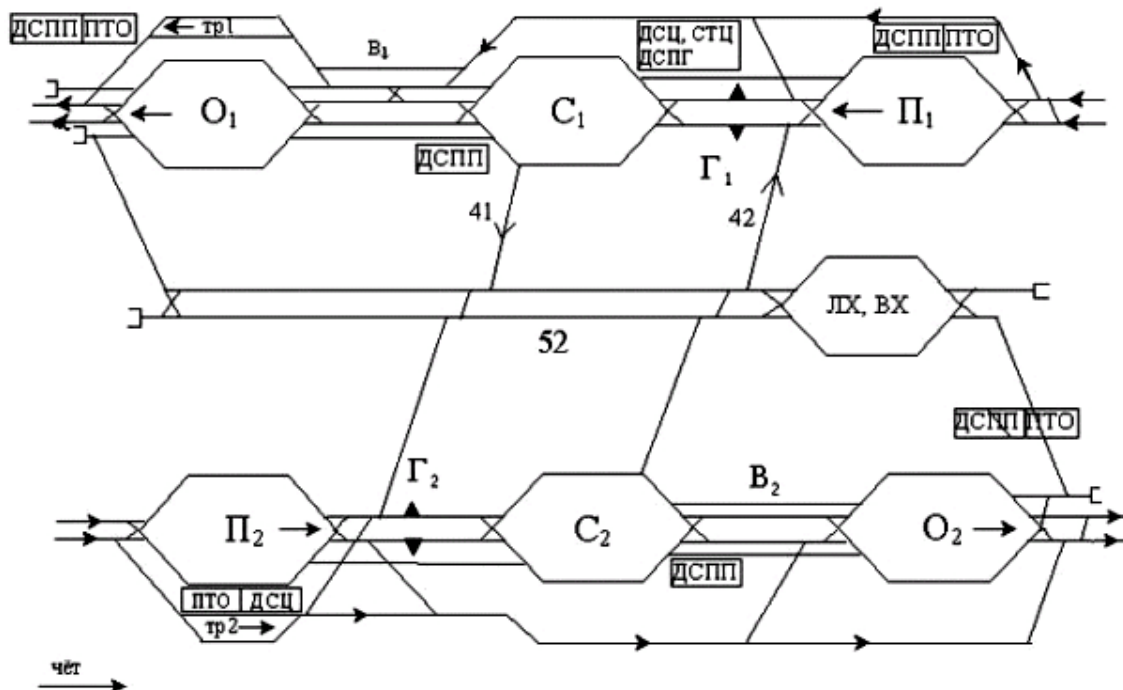 ДСПП ПТО
тр1
В₁
ДСЦ, СТЦ
ДСПГ
ДСПП ПТО
О₁
С₁
П₁
ДСПП
Г₁
41
42
ЛХ, ВХ
52
ДСПП ПТО
Г₂
В₂
П₂
С₂
О₂
ДСПП
ПТО ДСЦ
тр2
чёт